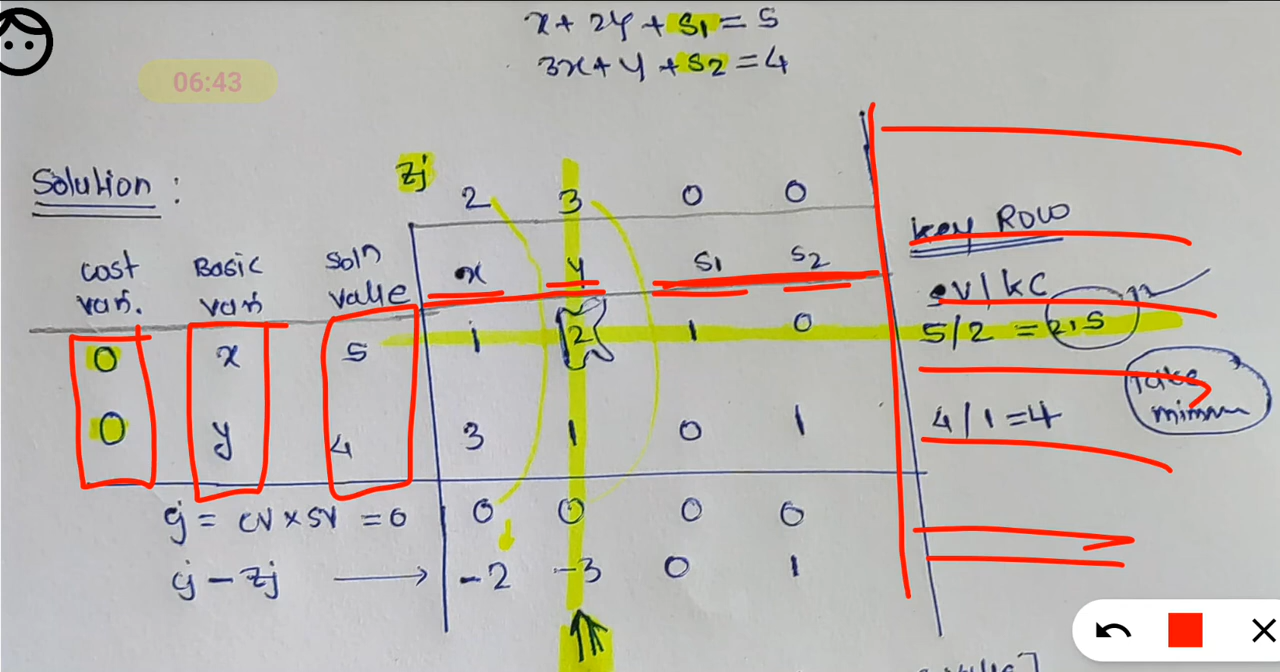 x + 2y + S1 = 5
3x + y + S2 = 4
06:43
Solution :
Zj 2 3 0 0
Key Row
cost var. Basic var Soln value x y S1 S2
SV/KC
0 x 5 1 2 1 0 5/2 = 2.5
take minimum
0 y 4 3 1 0 1 4/1=4
cj = CV x SV = 0 0 0 0 0
cj - Zj → -2 -3 0 1